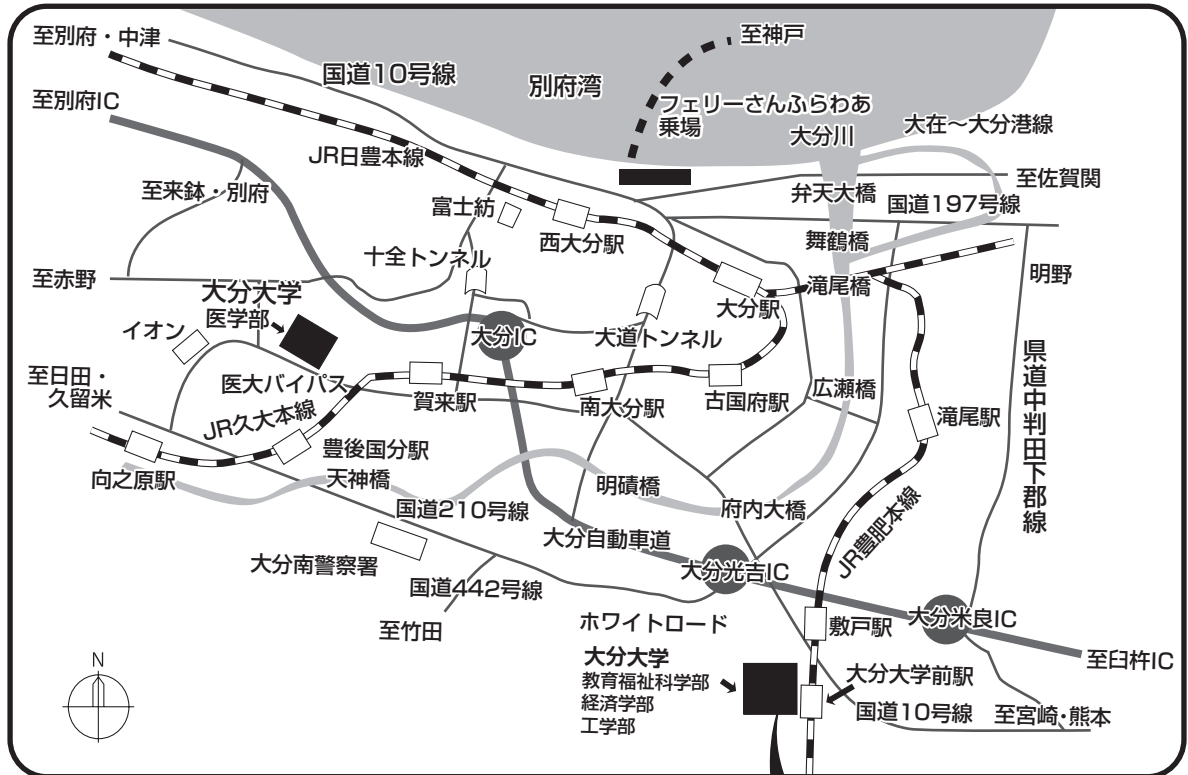 至別府・中津
国道10号線
至神戸
別府湾
フェリーさんふらわあ
乗場
至別府IC
大分川
大在〜大分港線
JR日豊本線
至来鉢・別府
至佐賀関
弁天大橋
国道197号線
富士紡
西大分駅
舞鶴橋
十全トンネル
至赤野
大分大学
医学部
滝尾橋
明野
大分駅
イオン
大分IC
大道トンネル
県道中判田下郡線
至日田・
久留米
医大バイパス
賀来駅
南大分駅
古国府駅
広瀬橋
滝尾駅
JR久大本線
豊後国分駅
向之原駅
天神橋
明磧橋
国道210号線
府内大橋
大分自動車道
JR豊肥本線
大分南警察署
大分光吉IC
国道442号線
至竹田
ホワイトロード
敷戸駅
大分米良IC
大分大学
教育福祉科学部
経済学部
工学部
至臼杵IC
大分大学前駅
国道10号線
至宮崎・熊本
N